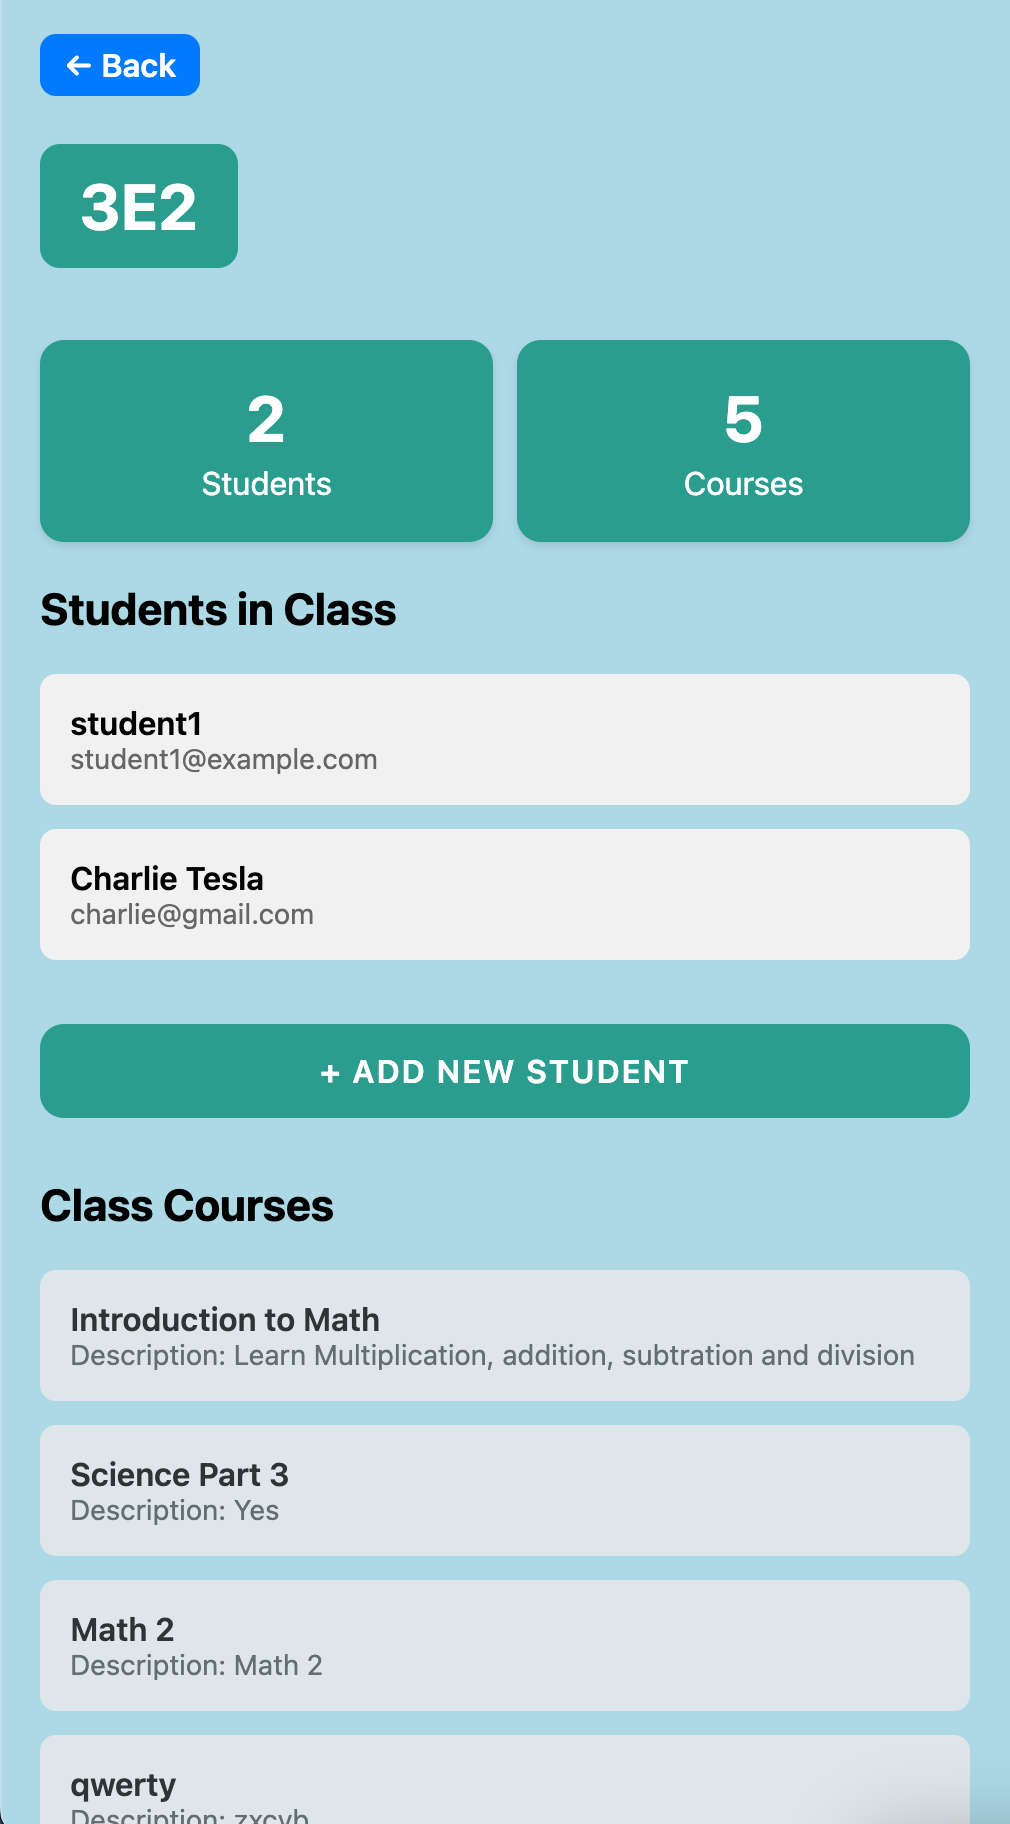 ← Back
3E2
2
Students
5
Courses
Students in Class
student1
student1@example.com
Charlie Tesla
charlie@gmail.com
+ ADD NEW STUDENT
Class Courses
Introduction to Math
Description: Learn Multiplication, addition, subtration and division
Science Part 3
Description: Yes
Math 2
Description: Math 2
qwerty
Description: zxcvb